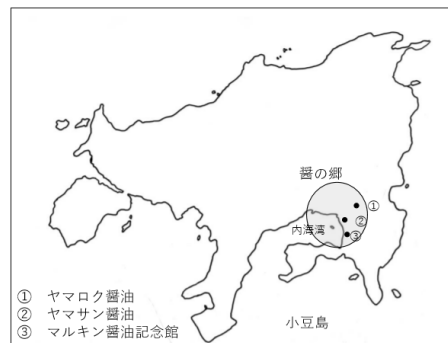 醤の郷
①
②
内海湾
③
① ヤマロク醤油
② ヤマサン醤油
③ マルキン醤油記念館
小豆島